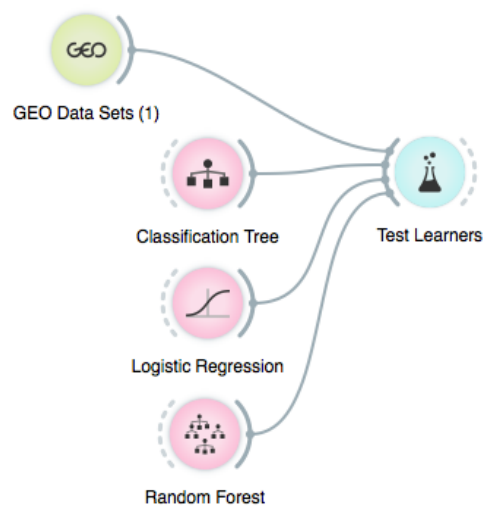 GEO
GEO Data Sets (1)
Classification Tree
Test Learners
Logistic Regression
Random Forest